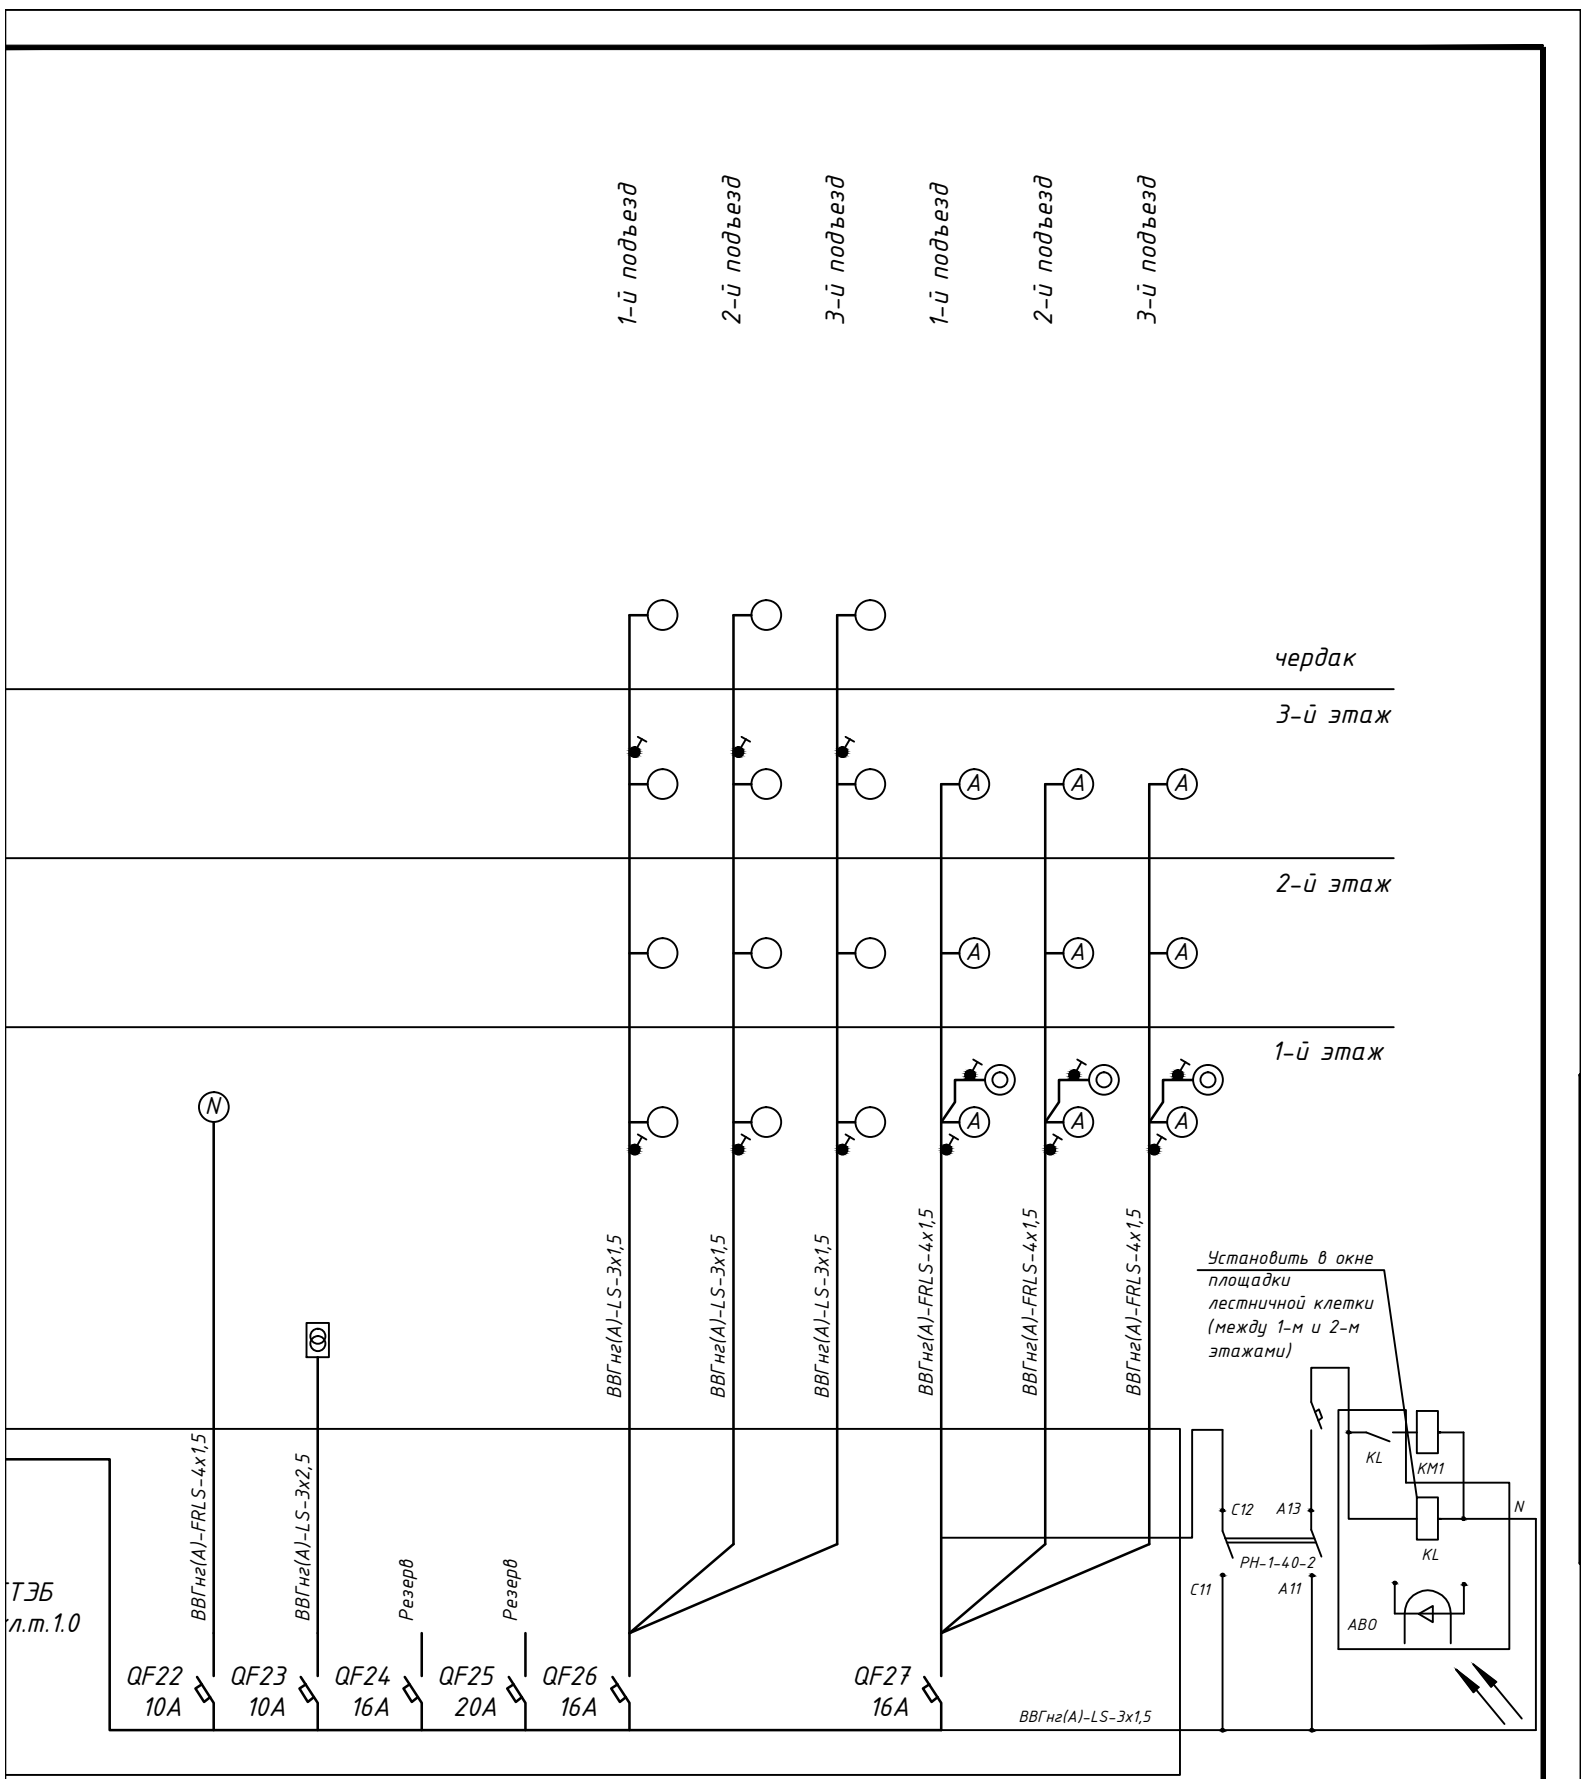 1-й подъезд
2-й подъезд
3-й подъезд
1-й подъезд
2-й подъезд
3-й подъезд
чердак
3-й этаж
A
A
A
2-й этаж
A
A
A
1-й этаж
N
A
A
A
ВВГнг(А)-LS-3х1,5
ВВГнг(А)-LS-3х1,5
ВВГнг(А)-LS-3х1,5
ВВГнг(А)-FRLS-4х1,5
ВВГнг(А)-FRLS-4х1,5
ВВГнг(А)-FRLS-4х1,5
Установить в окне
площадки
лестничной клетки
(между 1-м и 2-м
этажами)
ВВГнг(А)-FRLS-4х1,5
ВВГнг(А)-LS-3х2,5
Резерв
Резерв
KL
KM1
C12
A13
N
PH-1-40-2
KL
C11
A11
АВО
ТЭБ
л.т.1.0
QF22
10А
QF23
10А
QF24
16А
QF25
20А
QF26
16А
QF27
16А
ВВГнг(А)-LS-3х1,5